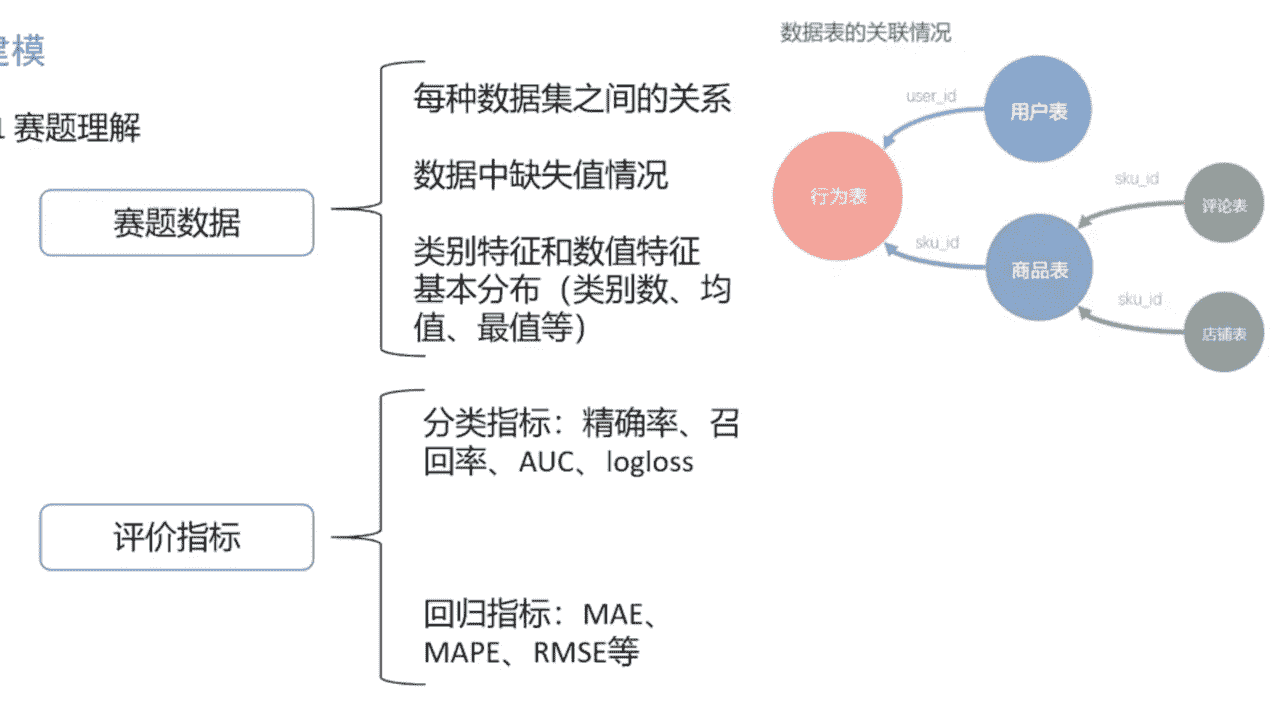 建模
1 赛题理解
赛题数据
每种数据集之间的关系
数据中缺失值情况
类别特征和数值特征
基本分布（类别数、均
值、最值等）
评价指标
分类指标：精确率、召
回率、AUC、logloss
回归指标：MAE、
MAPE、RMSE等
数据表的关联情况
user_id
用户表
行为表
sku_id
商品表
sku_id
评论表
sku_id
店铺表